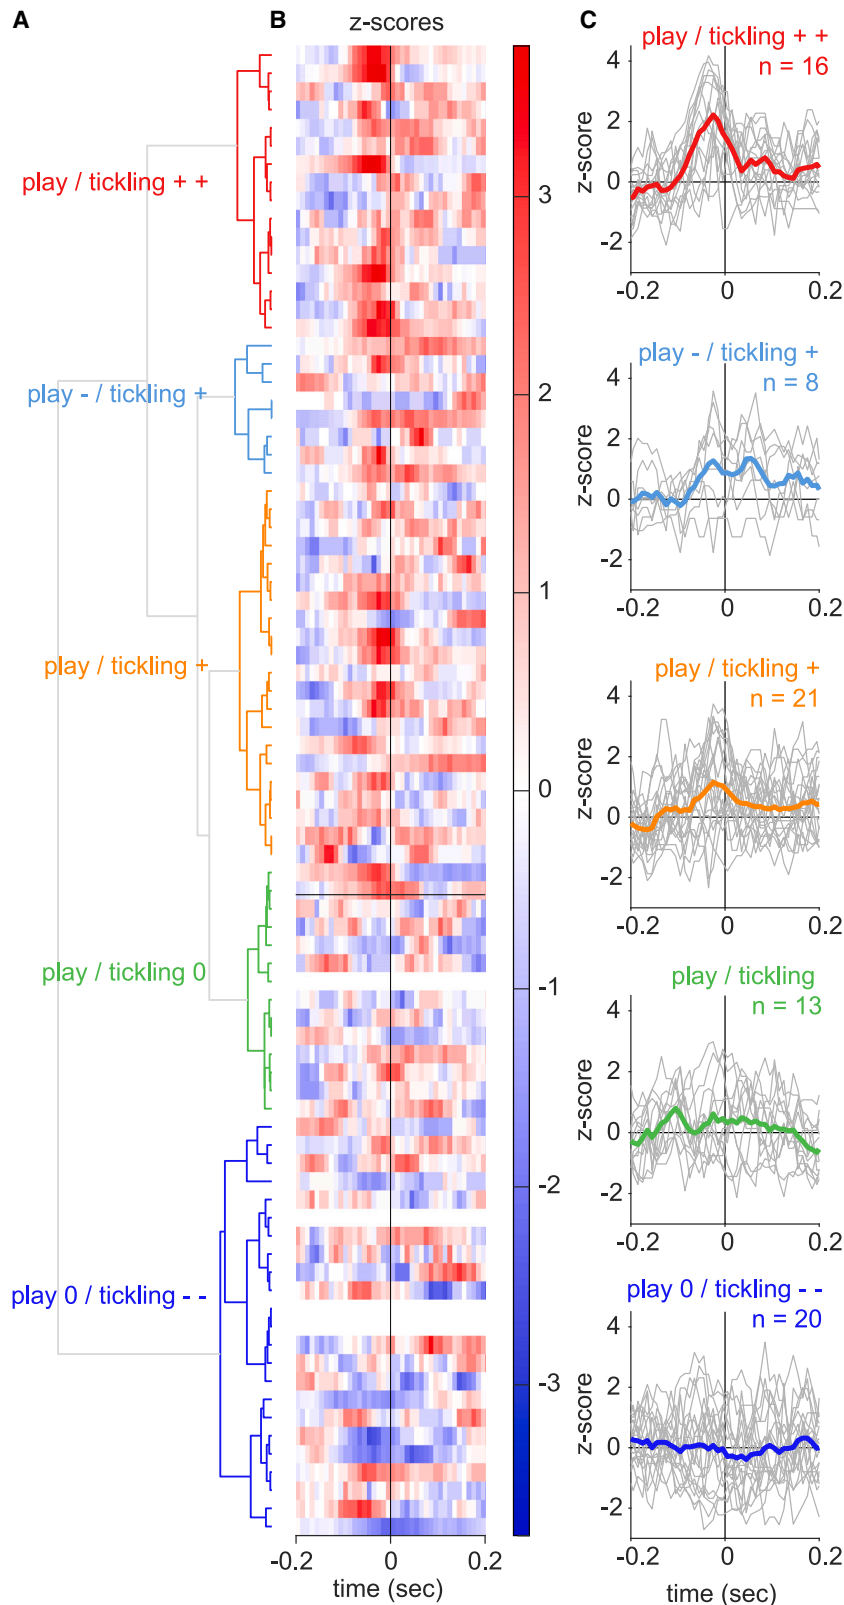 A
B
C
z-scores
play / tickling + +
play - / tickling +
play / tickling +
play / tickling 0
play 0 / tickling - -
-0.2
0
0.2
time (sec)
3
2
1
0
-1
-2
-3
play / tickling + +
n = 16
4
2
0
-2
z-score
-0.2
0
0.2
play - / tickling +
n = 8
4
2
0
-2
z-score
-0.2
0
0.2
play / tickling +
n = 21
4
2
0
-2
z-score
-0.2
0
0.2
play / tickling
n = 13
4
2
0
-2
z-score
-0.2
0
0.2
play 0 / tickling - -
n = 20
4
2
0
-2
z-score
-0.2
0
0.2
time (sec)